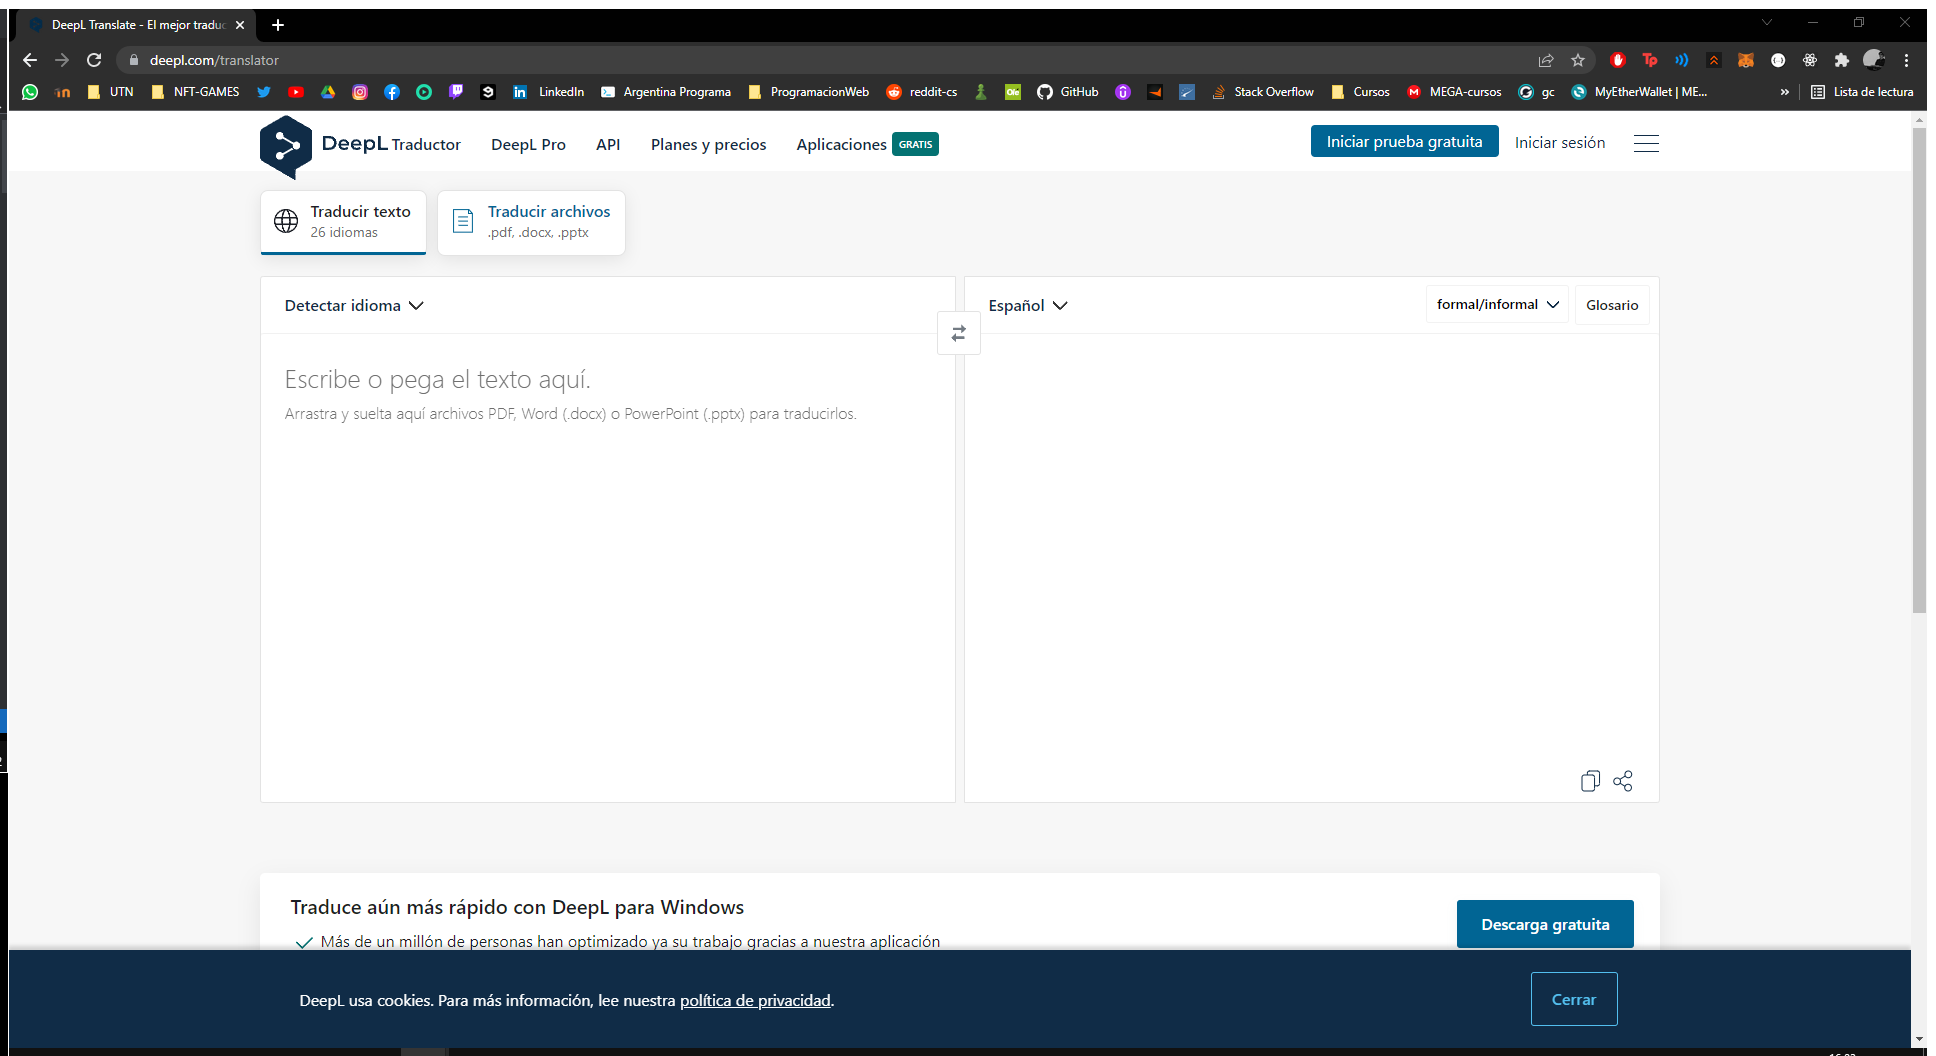 DeepL Translate - El mejor traduc
deepl.com/translator
UTN
NFT-GAMES
LinkedIn
Argentina Programa
ProgramacionWeb
reddit-cs
GitHub
Stack Overflow
Cursos
MEGA-cursos
gc
MyEtherWallet | ME...
»
Lista de lectura
DeepL Traductor
DeepL Pro
API
Planes y precios
Aplicaciones GRATIS
Iniciar prueba gratuita
Iniciar sesión
Traducir texto
26 idiomas
Traducir archivos
.pdf, .docx, .pptx
Detectar idioma
Español
formal/informal
Glosario
Escribe o pega el texto aquí.
Arrastra y suelta aquí archivos PDF, Word (.docx) o PowerPoint (.pptx) para traducirlos.
Traduce aún más rápido con DeepL para Windows
Más de un millón de personas han optimizado ya su trabajo gracias a nuestra aplicación
Descarga gratuita
DeepL usa cookies. Para más información, lee nuestra política de privacidad.
Cerrar